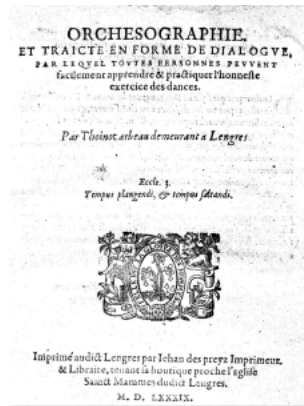 ORCHESOGRAPHIE.
ET TRAICTE EN FORME DE DIALOGVE,
PAR LEQVEL TOVTES PERSONNES PEVVENT
facilement apprendre & practiquer l'honneste
exercice des dances.
Par Thoinot arbeau demeurant a Lengres.
Eccle. 3.
Tempus plangendi, & tempus saltandi.
Imprimé audict Lengres par Iehan des preyz Imprimeur
& Libraire, tenant sa boutique proche l'eglise
Sainct Mammes dudict Lengres.
M. D. LXXXIX.